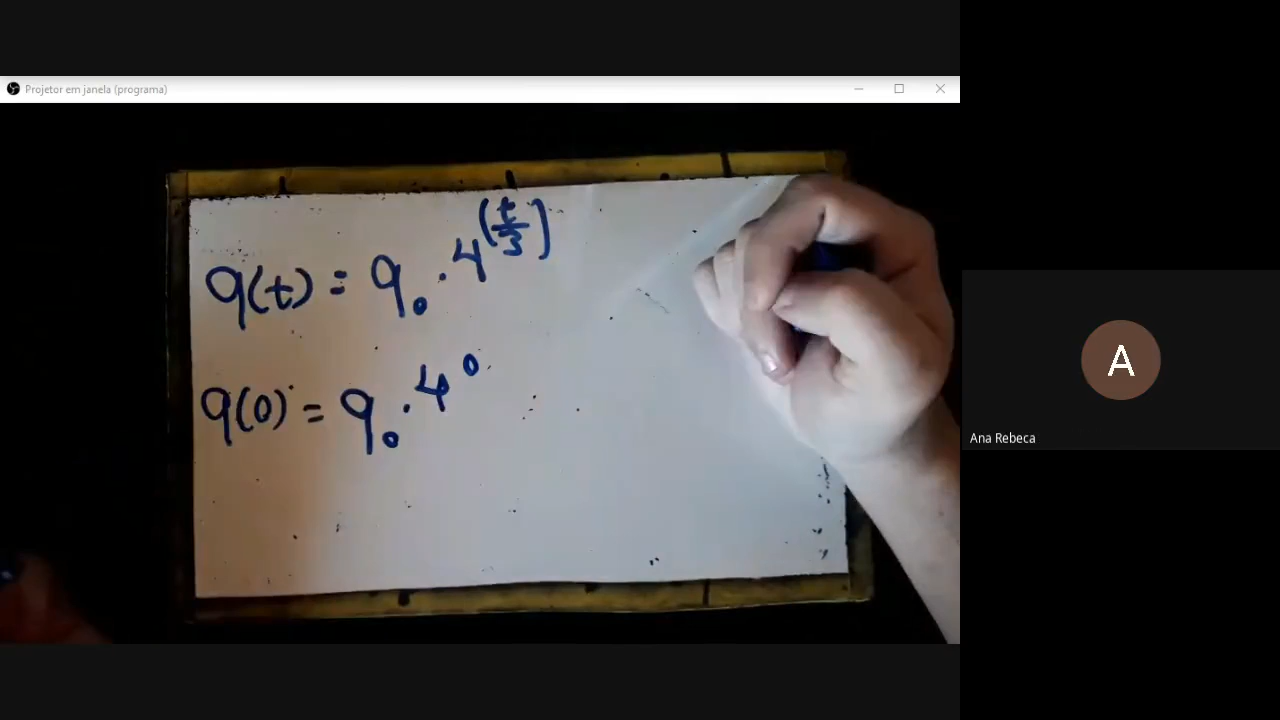 Projetor em janela (programa)
q(t) = q₀ . 4^(t/3)
q(0) = q₀ . 4⁰
A
Ana Rebeca